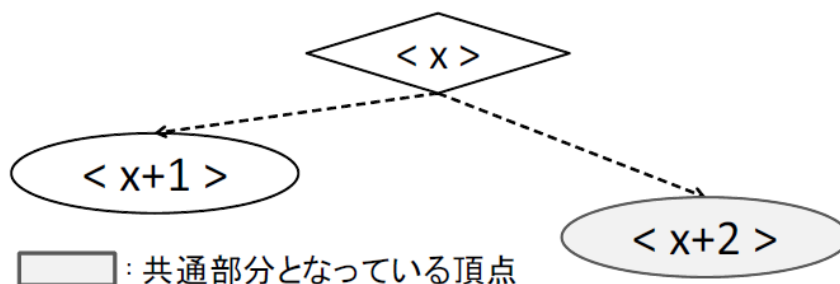 < x >
< x+1 >
< x+2 >
: 共通部分となっている頂点